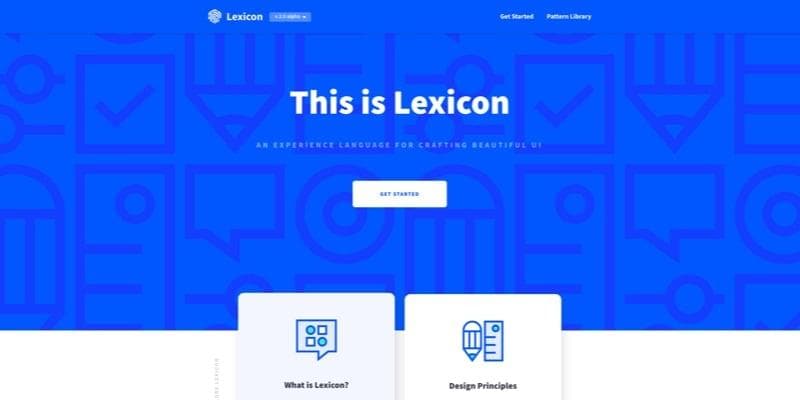 Lexicon
v.2.0 alpha
Get Started
Pattern Library
This is Lexicon
AN EXPERIENCE LANGUAGE FOR CRAFTING BEAUTIFUL UI
GET STARTED
What is Lexicon?
Design Principles
LEXICON